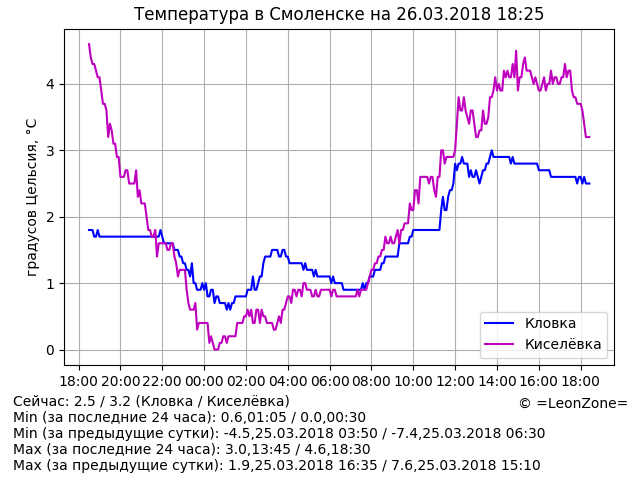 Температура в Смоленске на 26.03.2018 18:25
градусов Цельсия, °C
4
3
2
1
0
Кловка
Киселёвка
18:00 20:00 22:00 00:00 02:00 04:00 06:00 08:00 10:00 12:00 14:00 16:00 18:00
Сейчас: 2.5 / 3.2 (Кловка / Киселёвка)
© =LeonZone=
Min (за последние 24 часа): 0.6,01:05 / 0.0,00:30
Min (за предыдущие сутки): -4.5,25.03.2018 03:50 / -7.4,25.03.2018 06:30
Max (за последние 24 часа): 3.0,13:45 / 4.6,18:30
Max (за предыдущие сутки): 1.9,25.03.2018 16:35 / 7.6,25.03.2018 15:10